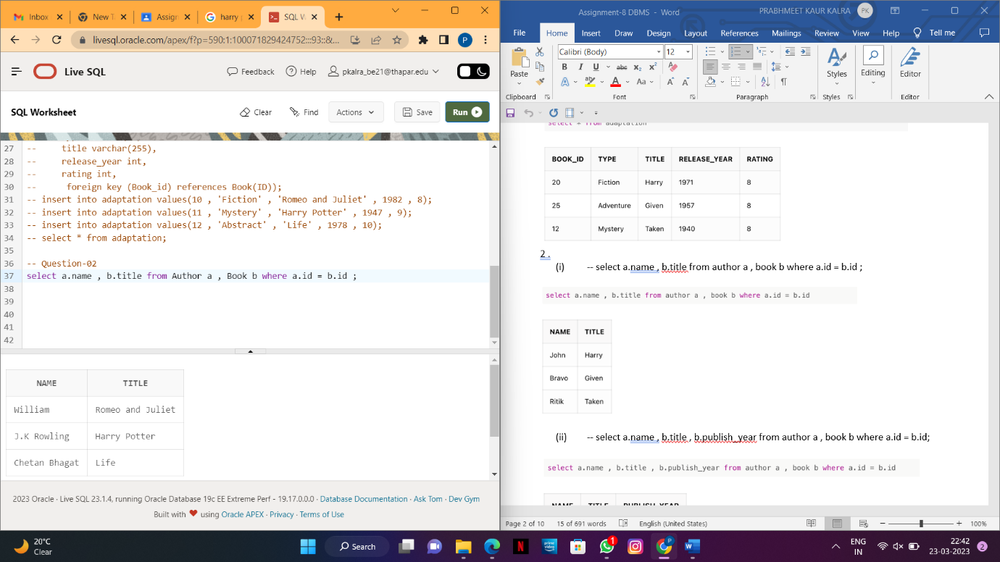 Inbox
New T
Assign
harry p
SQL W
livesql.oracle.com/apex/f?p=590:1:100071829424752:::93::&...
P
Live SQL
Feedback
Help
pkalra_be21@thapar.edu
SQL Worksheet
Clear
Find
Actions
Save
Run
27 -- title varchar(255),
28 -- release_year int,
29 -- rating int,
30 -- foreign key (Book_id) references Book(ID));
31 -- insert into adaptation values(10 , 'Fiction' , 'Romeo and Juliet' , 1982 , 8);
32 -- insert into adaptation values(11 , 'Mystery' , 'Harry Potter' , 1947 , 9);
33 -- insert into adaptation values(12 , 'Abstract' , 'Life' , 1978 , 10);
34 -- select * from adaptation;
35
36 -- Question-02
37 select a.name , b.title from Author a , Book b where a.id = b.id ;
38
39
40
41
42
NAME TITLE
William Romeo and Juliet
J.K Rowling Harry Potter
Chetan Bhagat Life
2023 Oracle · Live SQL 23.1.4, running Oracle Database 19c EE Extreme Perf - 19.17.0.0.0 · Database Documentation · Ask Tom · Dev Gym
Built with ❤ using Oracle APEX · Privacy · Terms of Use
Assignment-8 DBMS - Word
PRABHMEET KAUR KALRA
PK
File Home Insert Draw Design Layout References Mailings Review View Help Tell me
Calibri (Body) 12
Paste
Styles
Editing
Editor
Clipboard Font Paragraph Styles Editor
select * from adaptation
BOOK_ID TYPE TITLE RELEASE_YEAR RATING
20 Fiction Harry 1971 8
25 Adventure Given 1957 8
12 Mystery Taken 1940 8
2 .
(i) -- select a.name , b.title from author a , book b where a.id = b.id ;
select a.name , b.title from author a , book b where a.id = b.id
NAME TITLE
John Harry
Bravo Given
Ritik Taken
(ii) -- select a.name , b.title , b.publish_year from author a , book b where a.id = b.id;
select a.name , b.title , b.publish_year from author a , book b where a.id = b.id
NAME TITLE PUBLISH_YEAR
Page 2 of 10 15 of 691 words English (United States) 100%
20°C
Clear
Search
1
ENG
IN
22:42
23-03-2023
2